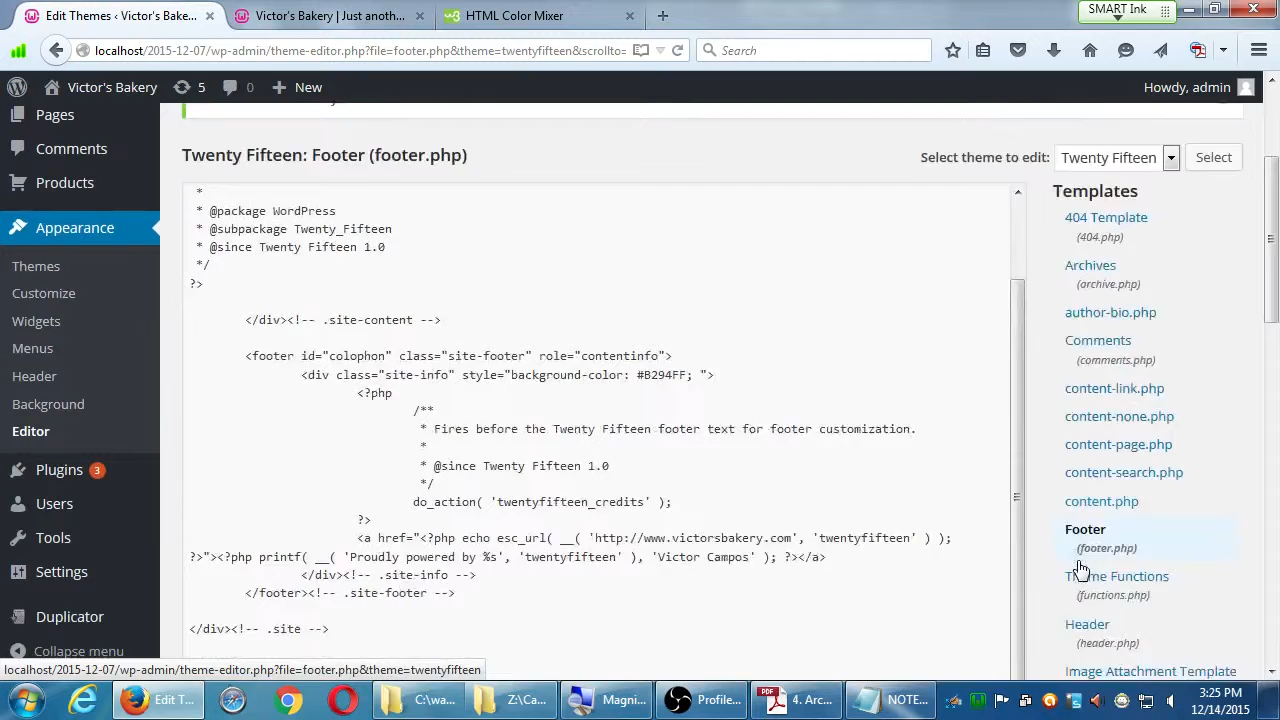 Edit Themes ‹ Victor's Bake...
Victor's Bakery | Just anoth...
HTML Color Mixer
SMART Ink
localhost/2015-12-07/wp-admin/theme-editor.php?file=footer.php&theme=twentyfifteen&scrollto=
Search
Victor's Bakery
5
0
New
Howdy, admin
Pages
Comments
Products
Appearance
Themes
Customize
Widgets
Menus
Header
Background
Editor
Plugins 3
Users
Tools
Settings
Duplicator
Collapse menu
Twenty Fifteen: Footer (footer.php)
Select theme to edit:
Twenty Fifteen
Select
*
* @package WordPress
* @subpackage Twenty_Fifteen
* @since Twenty Fifteen 1.0
*/
?>
</div><!-- .site-content -->
<footer id="colophon" class="site-footer" role="contentinfo">
<div class="site-info" style="background-color: #B294FF; ">
<?php
/**
* Fires before the Twenty Fifteen footer text for footer customization.
*
* @since Twenty Fifteen 1.0
*/
do_action( 'twentyfifteen_credits' );
?>
<a href="<?php echo esc_url( __( 'http://www.victorsbakery.com', 'twentyfifteen' ) );
?>"><?php printf( __( 'Proudly powered by %s', 'twentyfifteen' ), 'Victor Campos' ); ?></a>
</div><!-- .site-info -->
</footer><!-- .site-footer -->
</div><!-- .site -->
Templates
404 Template
(404.php)
Archives
(archive.php)
author-bio.php
Comments
(comments.php)
content-link.php
content-none.php
content-page.php
content-search.php
content.php
Footer
(footer.php)
Theme Functions
(functions.php)
Header
(header.php)
Image Attachment Template
localhost/2015-12-07/wp-admin/theme-editor.php?file=footer.php&theme=twentyfifteen
Edit T...
C:\wa...
Z:\Ca...
Magni...
Profile...
PDF
4. Arc...
NOTE...
3:25 PM
12/14/2015